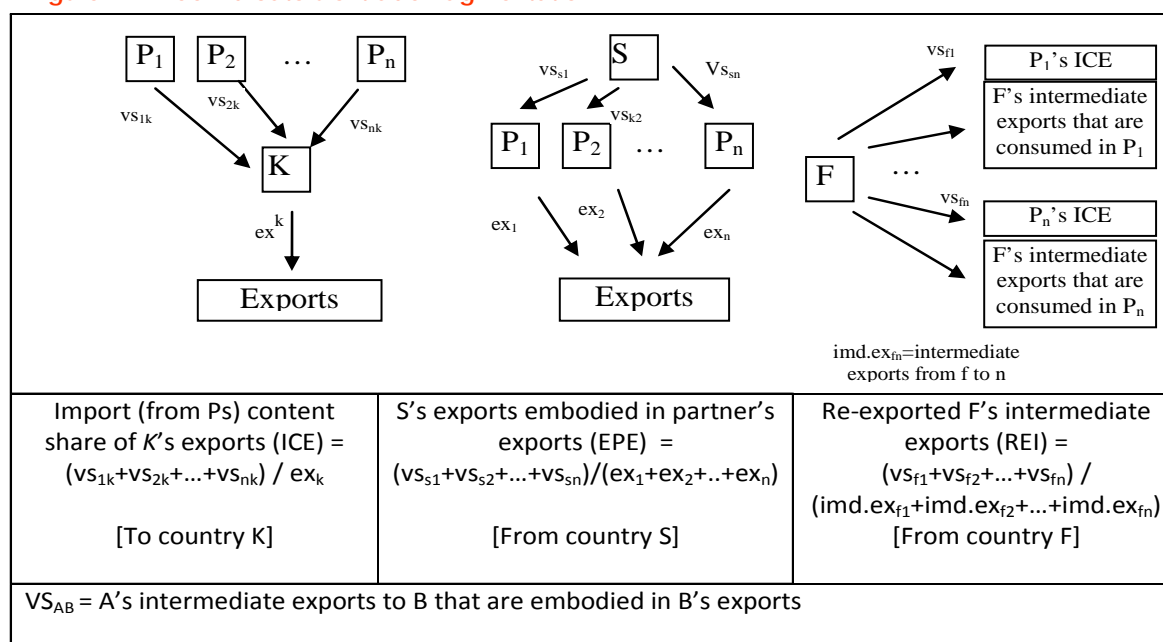 P1 P2 … Pn
vs1k vs2k vsnk
K
ex^k
Exports
S
vss1 Vssn
vsk2
P1 P2 … Pn
ex1 ex2 exn
Exports
vsf1
P1's ICE
F's intermediate
exports that are
consumed in P1
F
…
vsfn
Pn's ICE
F's intermediate
exports that are
consumed in Pn
imd.exfn=intermediate
exports from f to n
Import (from Ps) content
share of K's exports (ICE) =
(vs1k+vs2k+...+vsnk) / exk
[To country K]
S's exports embodied in partner's
exports (EPE) =
(vss1+vss2+...+vssn)/(ex1+ex2+..+exn)
[From country S]
Re-exported F's intermediate
exports (REI) =
(vsf1+vsf2+...+vsfn) /
(imd.exf1+imd.exf2+...+imd.exfn)
[From country F]
VSAB = A's intermediate exports to B that are embodied in B's exports